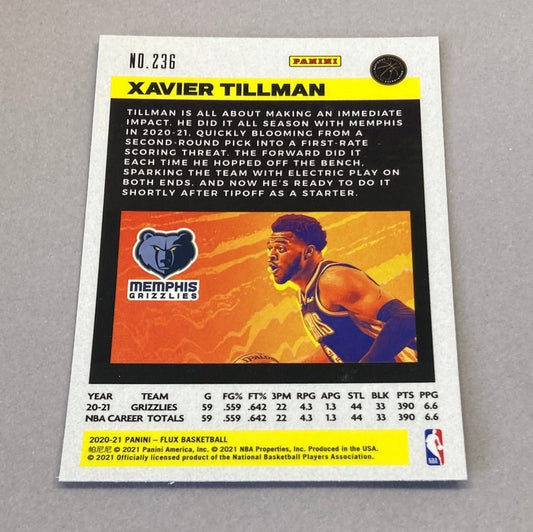 NO.236 PANINI
XAVIER TILLMAN
TILLMAN IS ALL ABOUT MAKING AN IMMEDIATE
IMPACT. HE DID IT ALL SEASON WITH MEMPHIS
IN 2020-21, QUICKLY BLOOMING FROM A
SECOND-ROUND PICK INTO A FIRST-RATE
SCORING THREAT. THE FORWARD DID IT
EACH TIME HE HOPPED OFF THE BENCH,
SPARKING THE TEAM WITH ELECTRIC PLAY ON
BOTH ENDS. AND NOW HE'S READY TO DO IT
SHORTLY AFTER TIPOFF AS A STARTER.
MEMPHIS
GRIZZLIES
SPALDING
YEAR TEAM G FG% FT% 3PM RPG APG STL BLK PTS PPG
20-21 GRIZZLIES 59 .559 .642 22 4.3 1.3 44 33 390 6.6
NBA CAREER TOTALS 59 .559 .642 22 4.3 1.3 44 33 390 6.6
2020-21 PANINI – FLUX BASKETBALL
帕尼尼 © 2021 Panini America, Inc. © 2021 NBA Properties, Inc. Produced in the USA.
© 2021 Officially licensed product of the National Basketball Players Association.
NBA